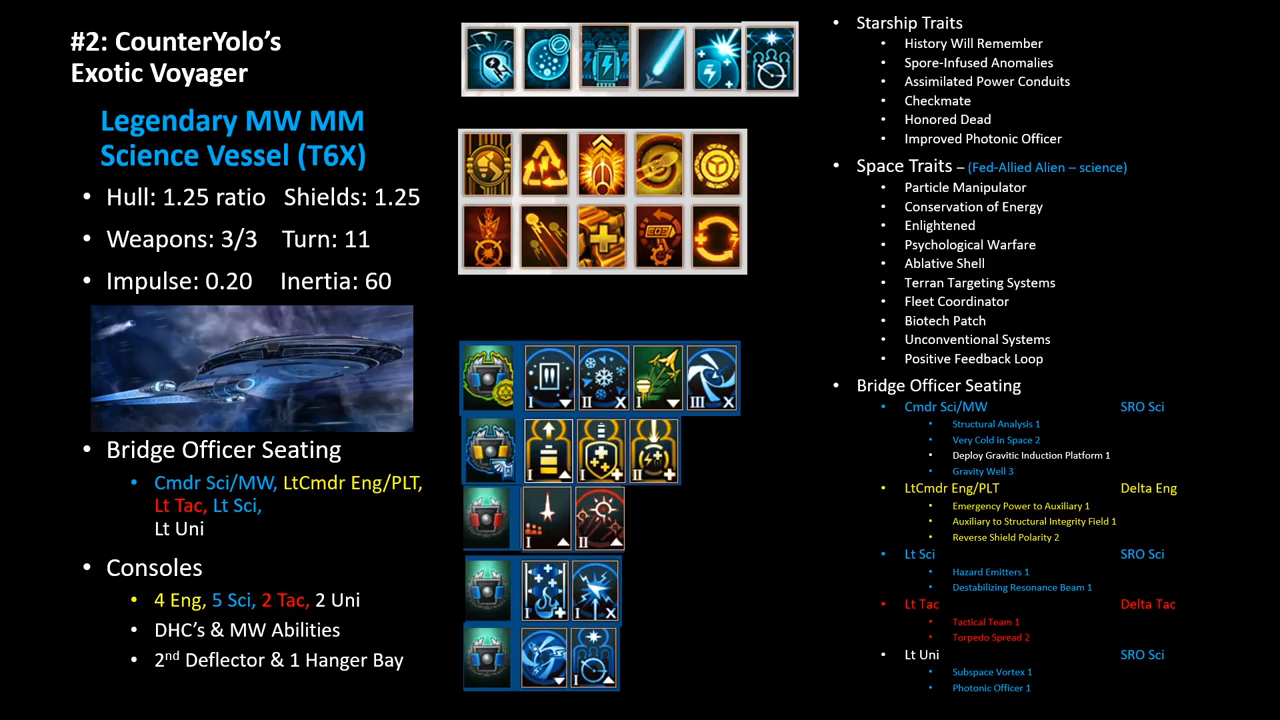 #2: CounterYolo's
Exotic Voyager
Legendary MW MM
Science Vessel (T6X)
• Hull: 1.25 ratio Shields: 1.25
• Weapons: 3/3 Turn: 11
• Impulse: 0.20 Inertia: 60
• Bridge Officer Seating
• Cmdr Sci/MW, LtCmdr Eng/PLT,
Lt Tac, Lt Sci,
Lt Uni
• Consoles
• 4 Eng, 5 Sci, 2 Tac, 2 Uni
• DHC's & MW Abilities
• 2nd Deflector & 1 Hanger Bay
I II X I III X
I I II
I II
I I X
I
• Starship Traits
• History Will Remember
• Spore-Infused Anomalies
• Assimilated Power Conduits
• Checkmate
• Honored Dead
• Improved Photonic Officer
• Space Traits – (Fed-Allied Alien – science)
• Particle Manipulator
• Conservation of Energy
• Enlightened
• Psychological Warfare
• Ablative Shell
• Terran Targeting Systems
• Fleet Coordinator
• Biotech Patch
• Unconventional Systems
• Positive Feedback Loop
• Bridge Officer Seating
• Cmdr Sci/MW SRO Sci
• Structural Analysis 1
• Very Cold in Space 2
• Deploy Gravitic Induction Platform 1
• Gravity Well 3
• LtCmdr Eng/PLT Delta Eng
• Emergency Power to Auxiliary 1
• Auxiliary to Structural Integrity Field 1
• Reverse Shield Polarity 2
• Lt Sci SRO Sci
• Hazard Emitters 1
• Destabilizing Resonance Beam 1
• Lt Tac Delta Tac
• Tactical Team 1
• Torpedo Spread 2
• Lt Uni SRO Sci
• Subspace Vortex 1
• Photonic Officer 1